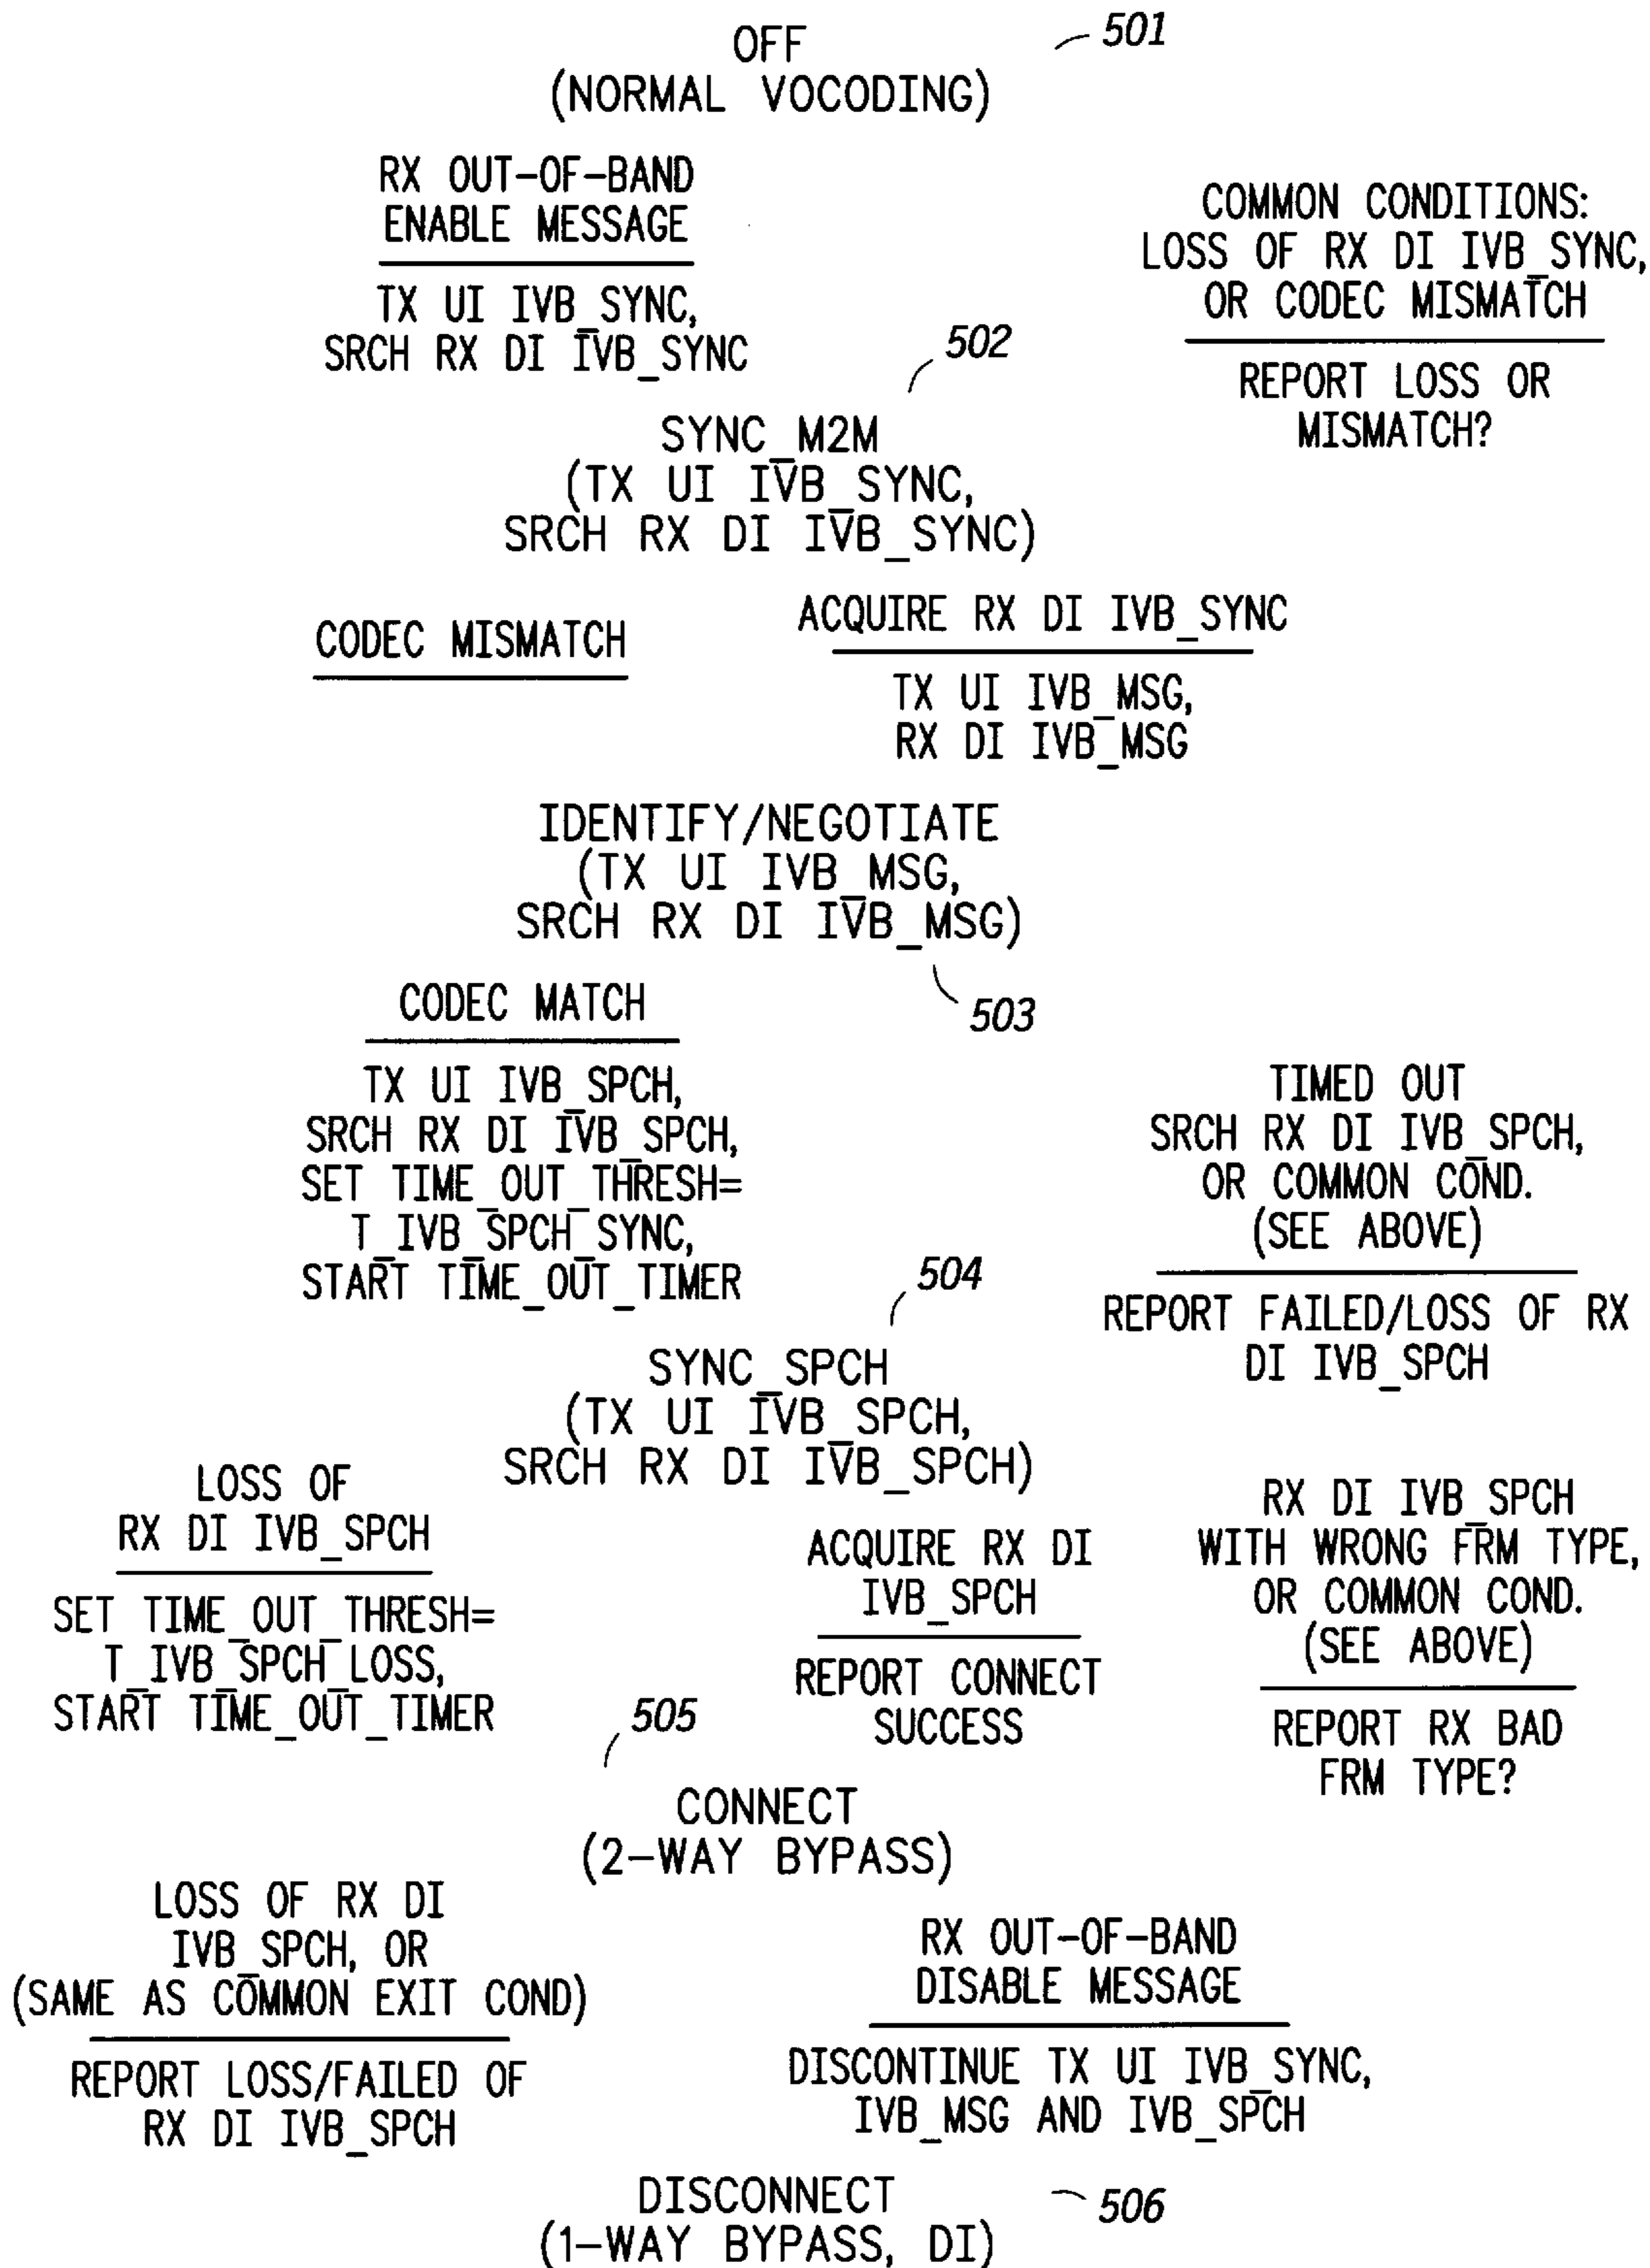 OFF
(NORMAL VOCODING)
501
RX OUT-OF-BAND
ENABLE MESSAGE
TX UI IVB_SYNC,
SRCH RX DI IVB_SYNC
COMMON CONDITIONS:
LOSS OF RX DI IVB_SYNC,
OR CODEC MISMATCH
REPORT LOSS OR
MISMATCH?
502
SYNC_M2M
(TX UI IVB_SYNC,
SRCH RX DI IVB_SYNC)
CODEC MISMATCH
ACQUIRE RX DI IVB_SYNC
TX UI IVB_MSG,
RX DI IVB_MSG
IDENTIFY/NEGOTIATE
(TX UI IVB_MSG,
SRCH RX DI IVB_MSG)
503
CODEC MATCH
TX UI IVB_SPCH,
SRCH RX DI IVB_SPCH,
SET TIME_OUT_THRESH=
T_IVB_SPCH_SYNC,
START TIME_OUT_TIMER
TIMED OUT
SRCH RX DI IVB_SPCH,
OR COMMON COND.
(SEE ABOVE)
REPORT FAILED/LOSS OF RX
DI IVB_SPCH
504
SYNC_SPCH
(TX UI IVB_SPCH,
SRCH RX DI IVB_SPCH)
LOSS OF
RX DI IVB_SPCH
SET TIME_OUT_THRESH=
T_IVB_SPCH_LOSS,
START TIME_OUT_TIMER
ACQUIRE RX DI
IVB_SPCH
REPORT CONNECT
SUCCESS
RX DI IVB_SPCH
WITH WRONG FRM TYPE,
OR COMMON COND.
(SEE ABOVE)
REPORT RX BAD
FRM TYPE?
505
CONNECT
(2-WAY BYPASS)
LOSS OF RX DI
IVB_SPCH, OR
(SAME AS COMMON EXIT COND)
REPORT LOSS/FAILED OF
RX DI IVB_SPCH
RX OUT-OF-BAND
DISABLE MESSAGE
DISCONTINUE TX UI IVB_SYNC,
IVB_MSG AND IVB_SPCH
DISCONNECT
(1-WAY BYPASS, DI)
506